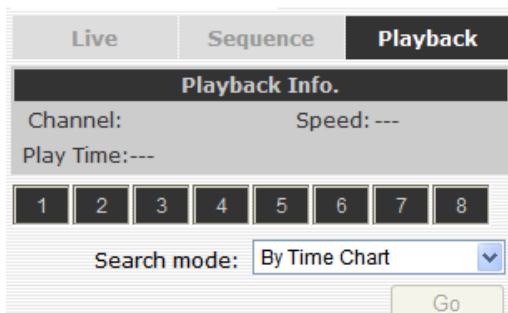 Live Sequence Playback
Playback Info.
Channel: Speed: ---
Play Time:---
1 2 3 4 5 6 7 8
Search mode: By Time Chart
Go